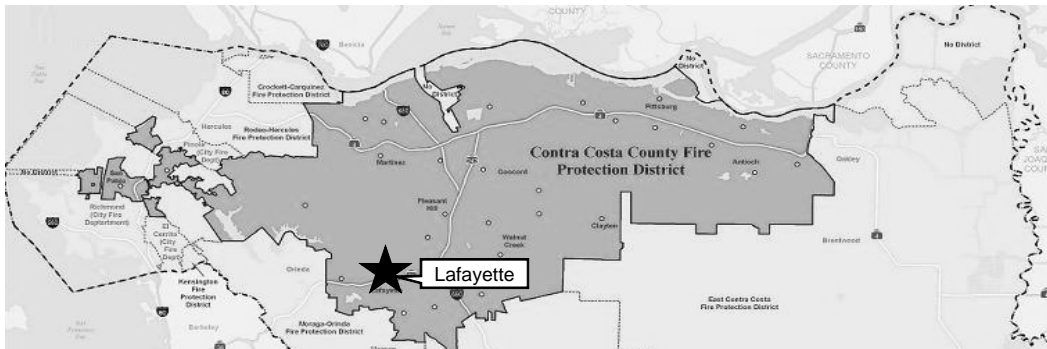 COUNTY
Benicia
SACRAMENTO
COUNTY
No District
No
District
No
District
Crockett-Carquinez
Fire Protection District
Hercules
Rodeo-Hercules
Fire Protection District
Pinole
(City Fire
Dept)
Pittsburg
Martinez
Contra Costa County Fire
Protection District
Antioch
Oakley
Concord
No District
San
Pablo
Richmond
(City Fire
Deptartment)
Pleasant
Hill
El
Cerrito
(City
Fire
Dept)
Walnut
Creek
Clayton
Brentwood
Orinda
Lafayette
Kensington
Fire
Protection
District
East Contra Costa
Fire Protection District
Moraga-Orinda
Fire Protection District
Berkeley